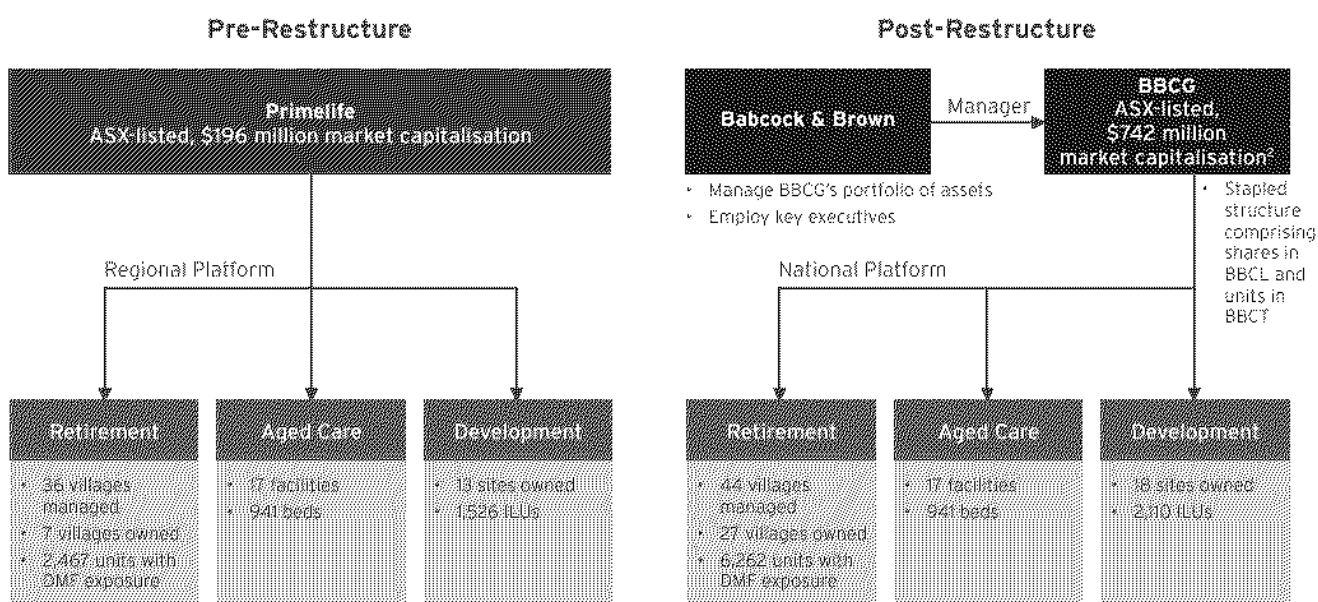 Pre-Restructure
Primelife
ASX-listed, $196 million market capitalisation
Regional Platform
Retirement
• 36 villages
managed
• 7 villages owned
• 2,467 units with
DMF exposure
Aged Care
• 17 facilities
• 941 beds
Development
• 13 sites owned
• 1,526 ILUs
Post-Restructure
Babcock & Brown
Manager
BBCG
ASX-listed,
$742 million
market capitalisation2
• Manage BBCG's portfolio of assets
• Employ key executives
• Stapled
structure
comprising
shares in
BBCL and
units in
BBCT
National Platform
Retirement
• 44 villages
managed
• 27 villages owned
• 6,262 units with
DMF exposure
Aged Care
• 17 facilities
• 941 beds
Development
• 18 sites owned
• 2,110 ILUs